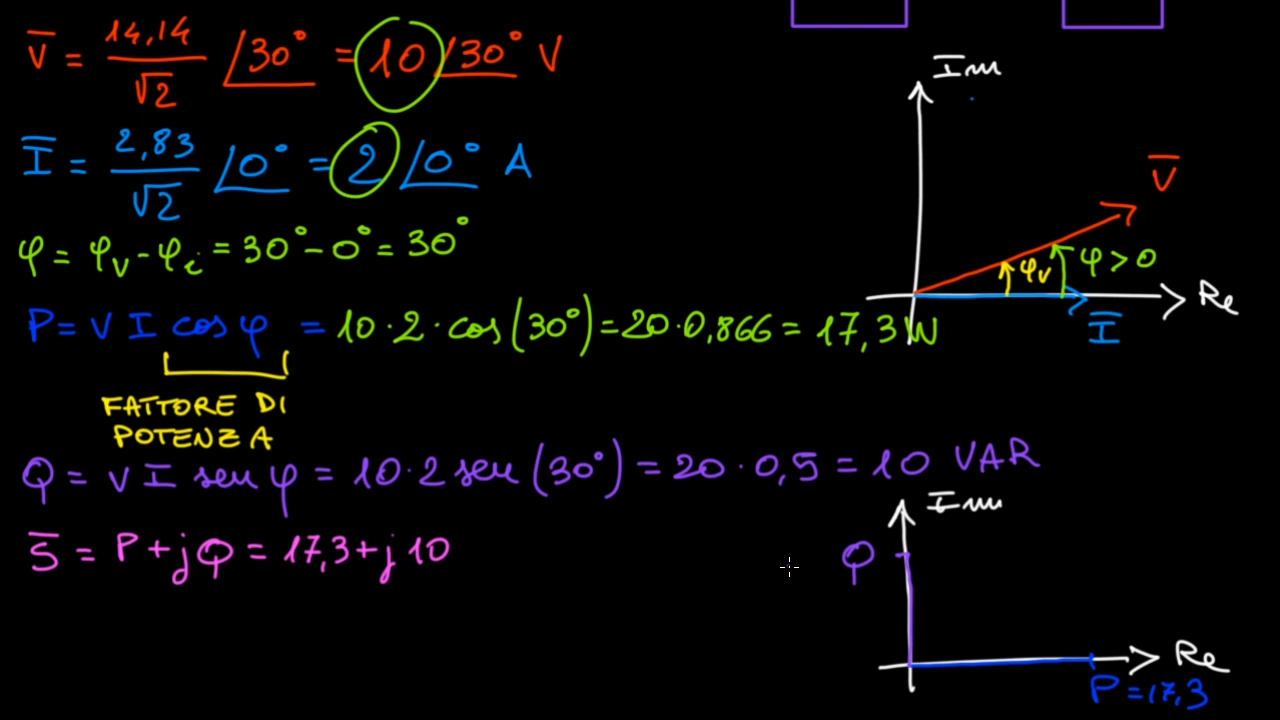 V̅ = 14,14/√2 /30° = 10 /30° V
I̅ = 2,83/√2 /0° = 2 /0° A
φ = φv - φi = 30° - 0° = 30°
P = V I cos φ = 10 · 2 · cos(30°) = 20 · 0,866 = 17,3 W
FATTORE DI
POTENZA
Q = V I sen φ = 10 · 2 sen (30°) = 20 · 0,5 = 10 VAR
S̅ = P + jQ = 17,3 + j 10
Im
V̅
φv
φ > 0
Re
I̅
Im
Q
Re
P = 17,3